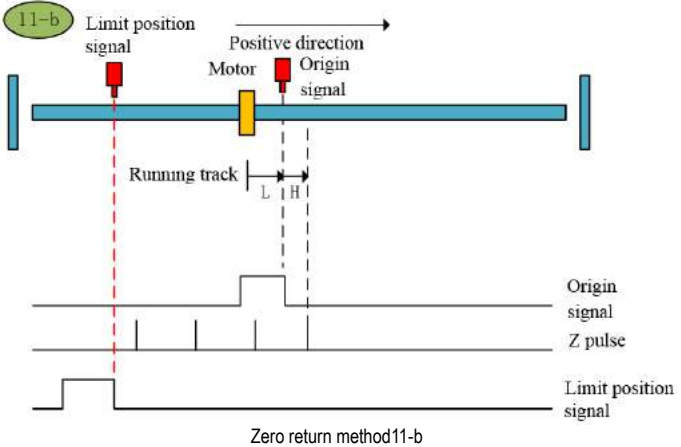 11-b
Limit position
signal
Positive direction
Motor
Origin
signal
Running track
L
H
Origin
signal
Z pulse
Limit position
signal
Zero return method11-b